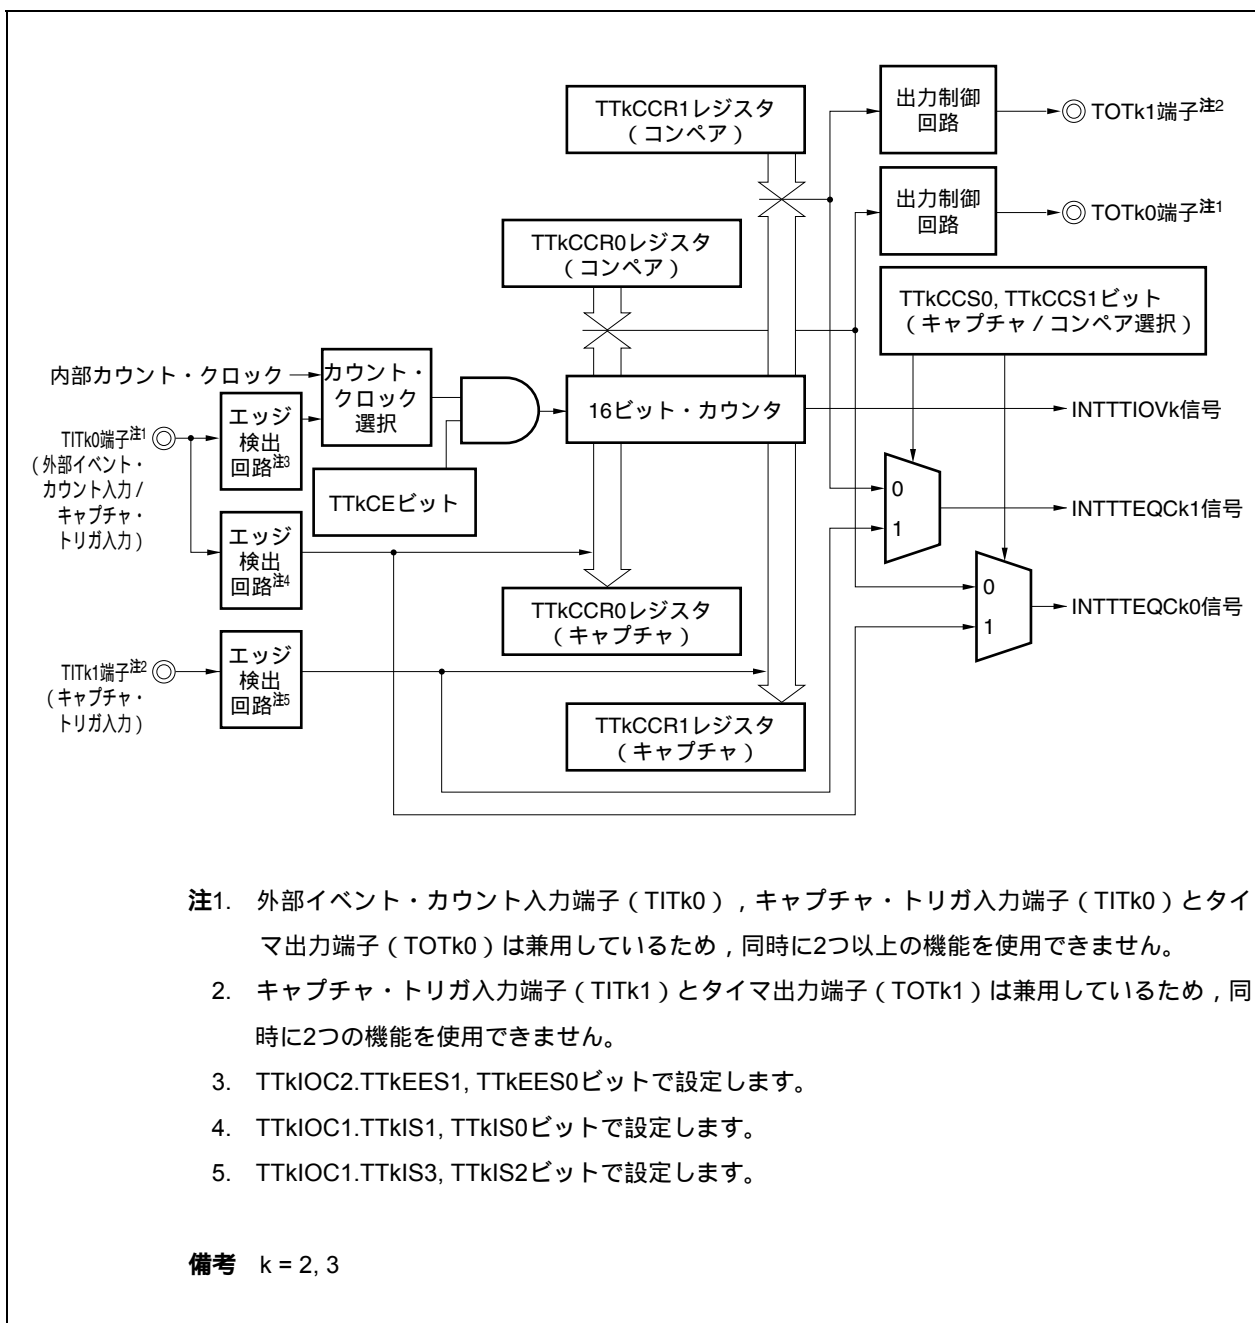 TTkCCR1レジスタ
(コンペア)
出力制御
回路
TOTk1端子注2
TTkCCR0レジスタ
(コンペア)
出力制御
回路
TOTk0端子注1
TTkCCS0, TTkCCS1ビット
(キャプチャ/コンペア選択)
内部カウント・クロック
カウント・
クロック
選択
16ビット・カウンタ
INTTTIOVk信号
TITk0端子注1
(外部イベント・
カウント入力/
キャプチャ・
トリガ入力)
エッジ
検出
回路注3
TTkCEビット
0
1
INTTTEQCk1信号
エッジ
検出
回路注4
TTkCCR0レジスタ
(キャプチャ)
0
1
INTTTEQCk0信号
TITk1端子注2
(キャプチャ・
トリガ入力)
エッジ
検出
回路注5
TTkCCR1レジスタ
(キャプチャ)
注1. 外部イベント・カウント入力端子(TITk0),キャプチャ・トリガ入力端子(TITk0)とタイ
マ出力端子(TOTk0)は兼用しているため,同時に2つ以上の機能を使用できません。
2. キャプチャ・トリガ入力端子(TITk1)とタイマ出力端子(TOTk1)は兼用しているため,同
時に2つの機能を使用できません。
3. TTkIOC2.TTkEES1, TTkEES0ビットで設定します。
4. TTkIOC1.TTkIS1, TTkIS0ビットで設定します。
5. TTkIOC1.TTkIS3, TTkIS2ビットで設定します。
備考 k = 2, 3